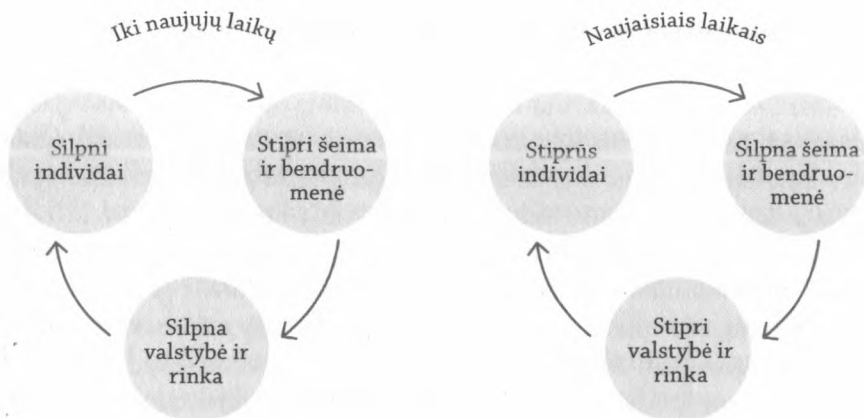 Iki naujųjų laikų
Silpni
individai
Stipri šeima
ir bendruo-
menė
Silpna
valstybė ir
rinka
Naujaisiais laikais
Stiprūs
individai
Silpna šeima
ir bendruo-
menė
Stipri
valstybė ir
rinka